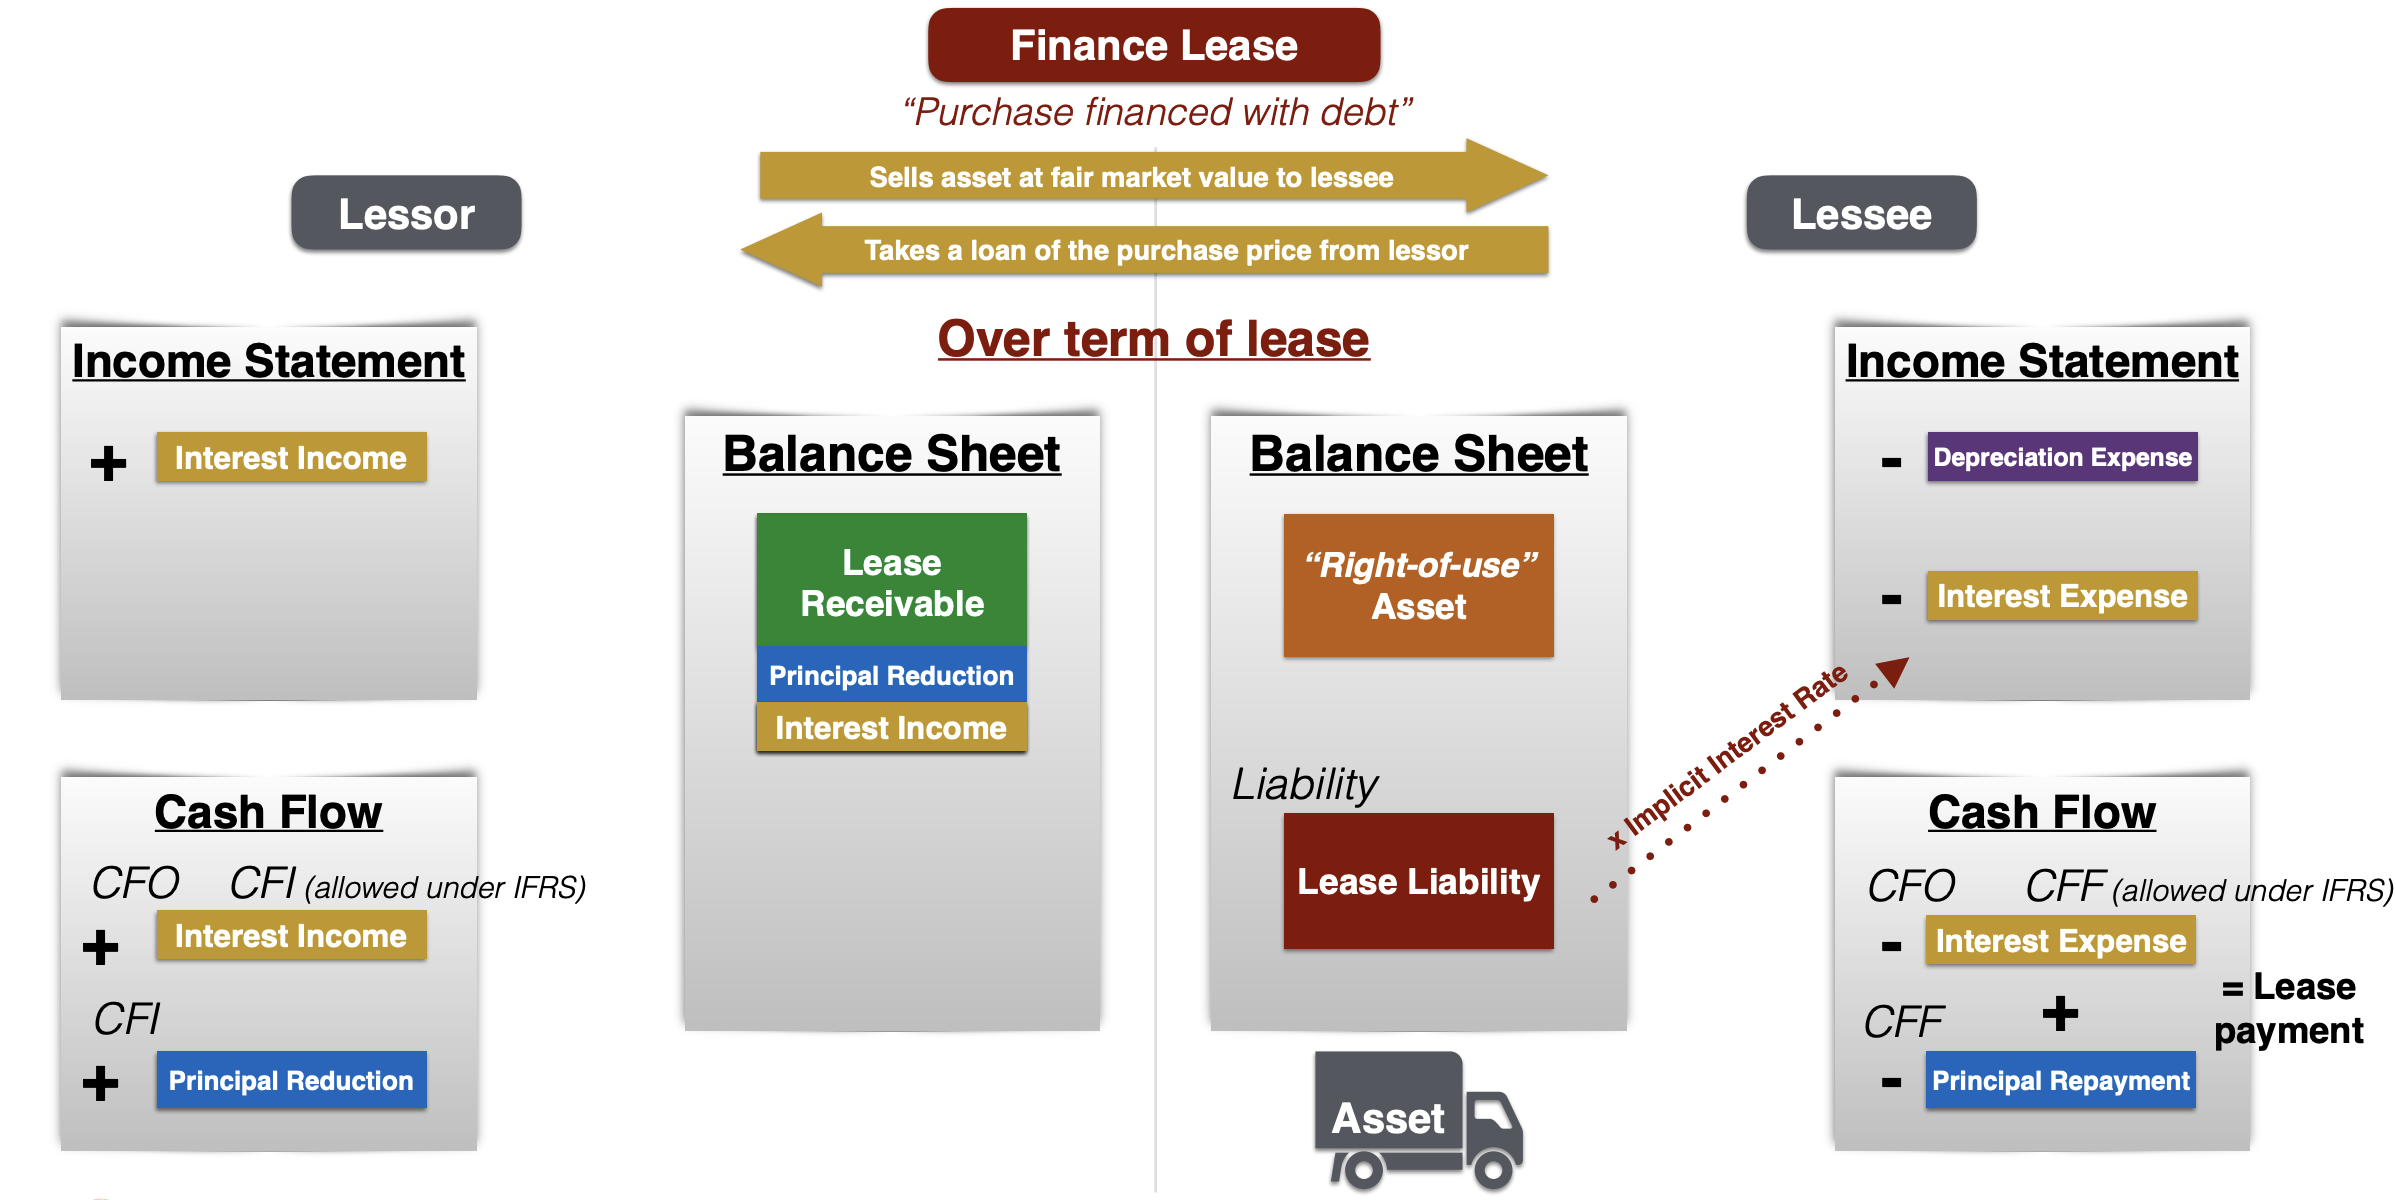 Finance Lease
“Purchase financed with debt”
Sells asset at fair market value to lessee
Takes a loan of the purchase price from lessor
Lessor
Lessee
Over term of lease
Income Statement
+ Interest Income
Cash Flow
CFO CFI (allowed under IFRS)
+ Interest Income
CFI
+ Principal Reduction
Balance Sheet
Lease
Receivable
Principal Reduction
Interest Income
Balance Sheet
“Right-of-use”
Asset
Liability
Lease Liability
Asset
x Implicit Interest Rate
Income Statement
- Depreciation Expense
- Interest Expense
Cash Flow
CFO CFF (allowed under IFRS)
- Interest Expense
+
CFF
- Principal Repayment
= Lease
payment